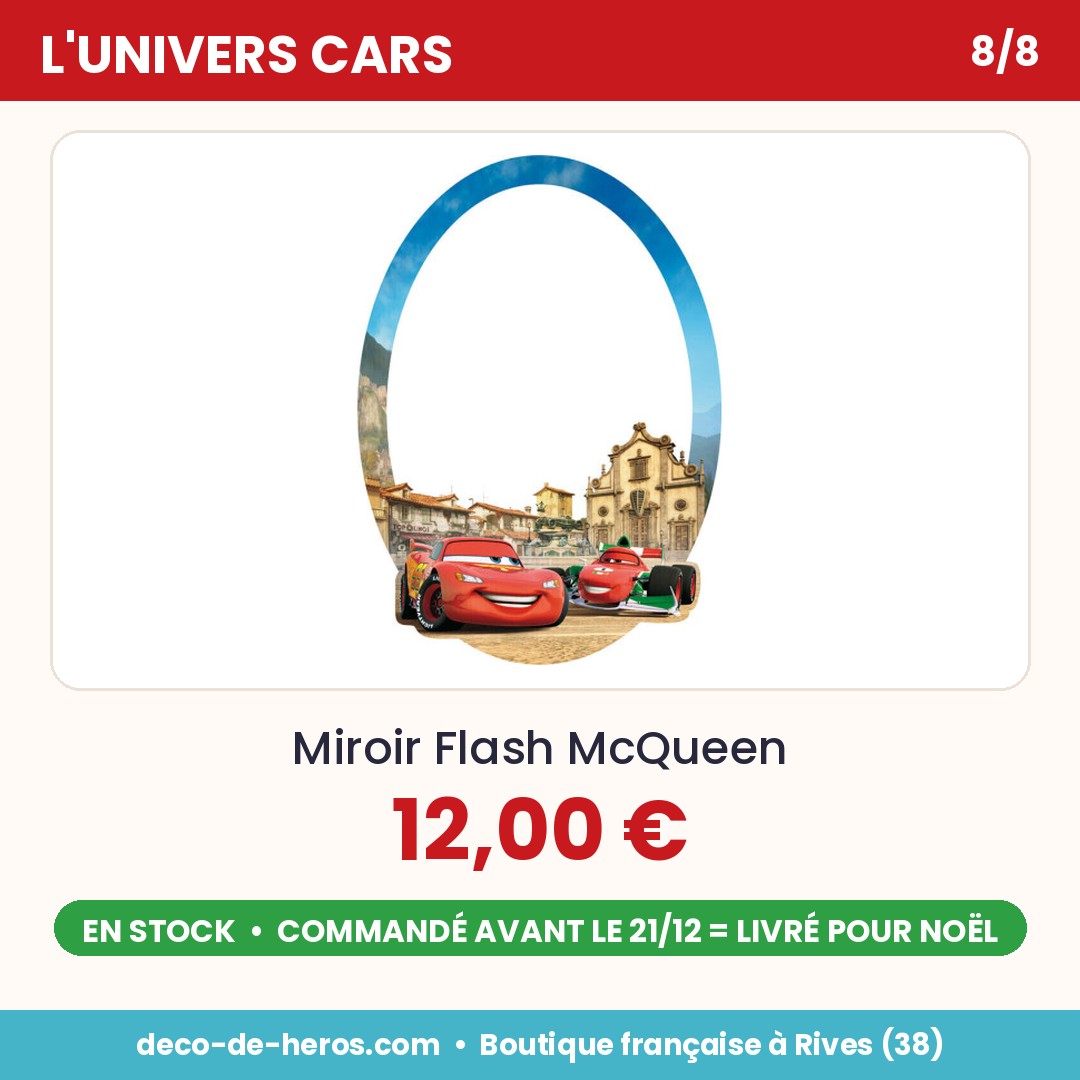 L'UNIVERS CARS
8/8
Miroir Flash McQueen
12,00 €
EN STOCK • COMMANDÉ AVANT LE 21/12 = LIVRÉ POUR NOËL
deco-de-heros.com • Boutique française à Rives (38)